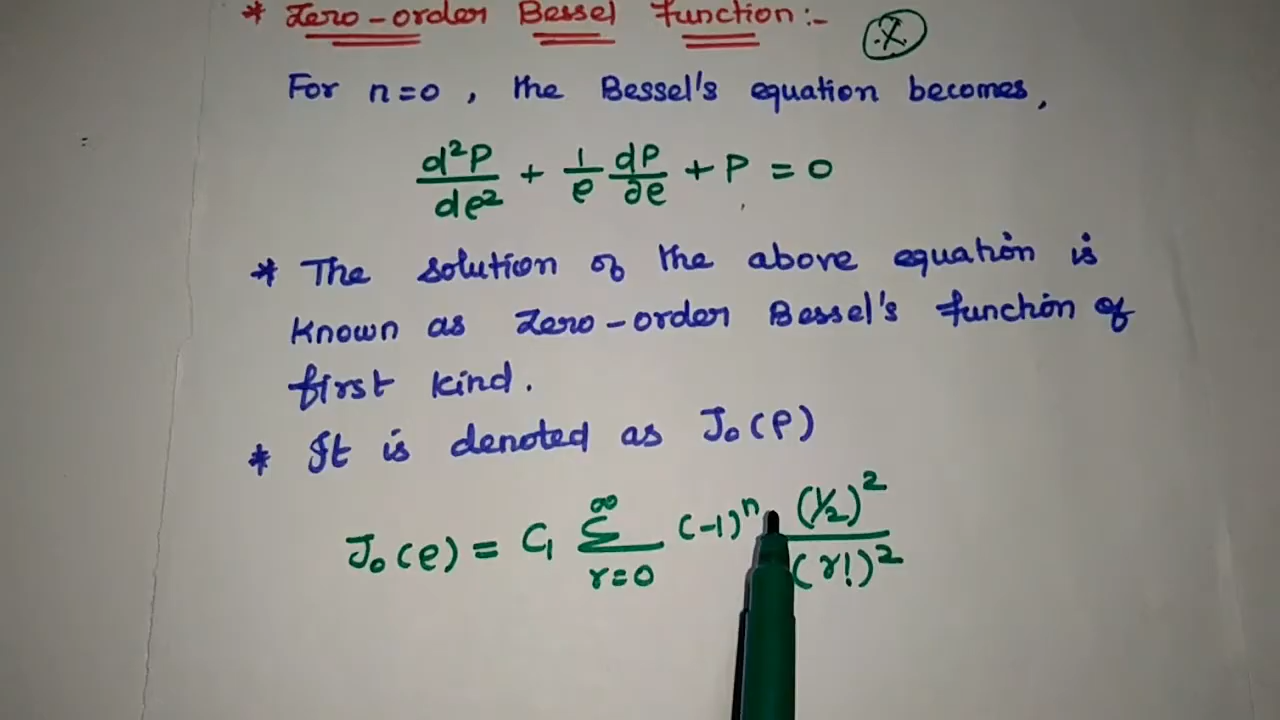 * Zero-order Bessel Function:-
X
For n=0, the Bessel's equation becomes,
d²P/dρ² + 1/ρ dP/∂ρ + P = 0
* The solution of the above equation is
known as Zero-order Bessel's function of
first kind.
* It is denoted as J₀(ρ)
J₀(ρ) = C₁ Σ_{r=0}^{∞} (-1)ⁿ (1/2)²/(r!)²